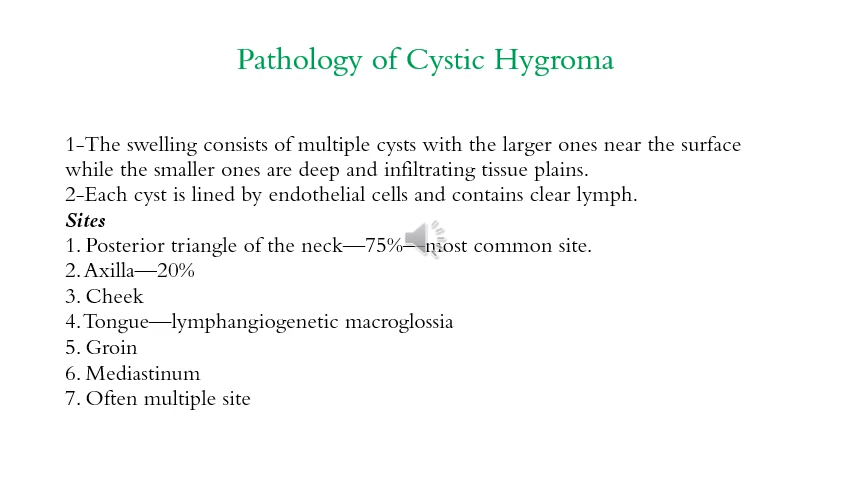 Pathology of Cystic Hygroma
1-The swelling consists of multiple cysts with the larger ones near the surface
while the smaller ones are deep and infiltrating tissue plains.
2-Each cyst is lined by endothelial cells and contains clear lymph.
Sites
1. Posterior triangle of the neck—75%—most common site.
2. Axilla—20%
3. Cheek
4. Tongue—lymphangiogenetic macroglossia
5. Groin
6. Mediastinum
7. Often multiple site